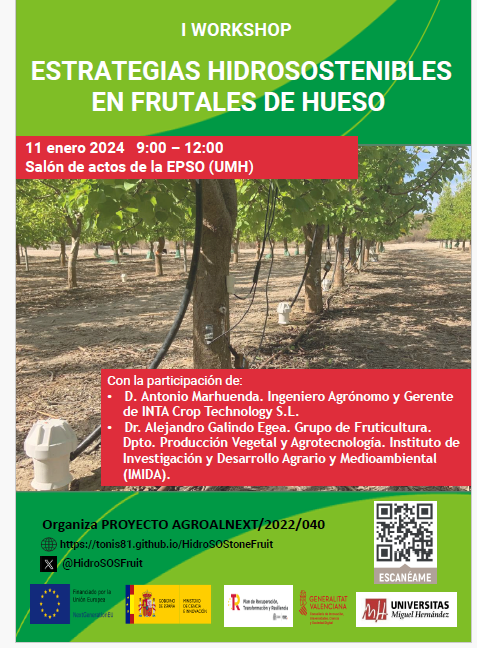 I WORKSHOP
ESTRATEGIAS HIDROSOSTENIBLES
EN FRUTALES DE HUESO
11 enero 2024 9:00 – 12:00
Salón de actos de la EPSO (UMH)
Con la participación de:
• D. Antonio Marhuenda. Ingeniero Agrónomo y Gerente
de INTA Crop Technology S.L.
• Dr. Alejandro Galindo Egea. Grupo de Fruticultura.
Dpto. Producción Vegetal y Agrotecnología. Instituto de
Investigación y Desarrollo Agrario y Medioambiental
(IMIDA).
Organiza PROYECTO AGROALNEXT/2022/040
https://tonis81.github.io/HidroSOStoneFruit
@HidroSOSFruit
ESCANÉAME
Financiado por la
Unión Europea
NextGenerationEU
GOBIERNO
DE ESPAÑA
MINISTERIO
DE CIENCIA
E INNOVACIÓN
Plan de Recuperación,
Transformación y Resiliencia
GENERALITAT
VALENCIANA
UNIVERSITAS
Miguel Hernández